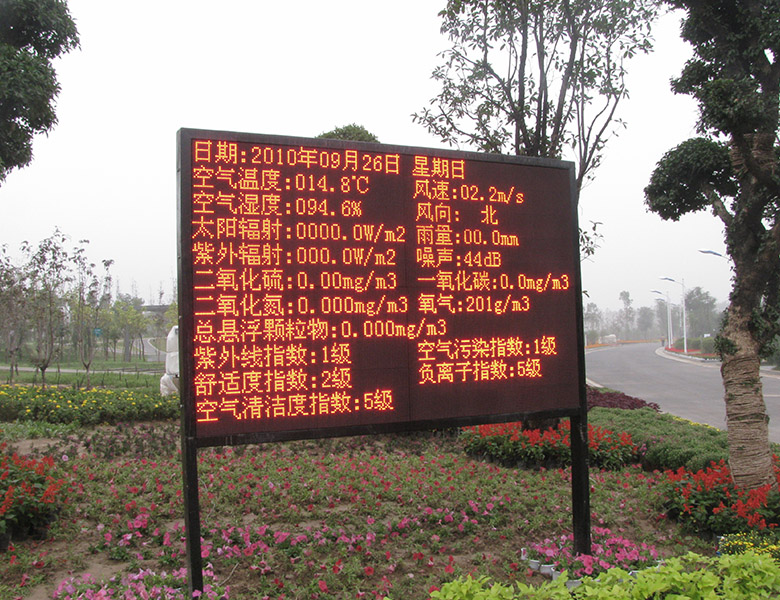 日期:2010年09月26日 星期日
空气温度:014.8℃ 风速:02.2m/s
空气湿度:094.6% 风向: 北
太阳辐射:0000.0W/m2 雨量:00.0mm
紫外辐射:000.0W/m2 噪声:44dB
二氧化硫:0.00mg/m3 一氧化碳:0.0mg/m3
二氧化氮:0.000mg/m3 氧气:201g/m3
总悬浮颗粒物:0.000mg/m3
紫外线指数:1级 空气污染指数:1级
舒适度指数:2级 负离子指数:5级
空气清洁度指数:5级